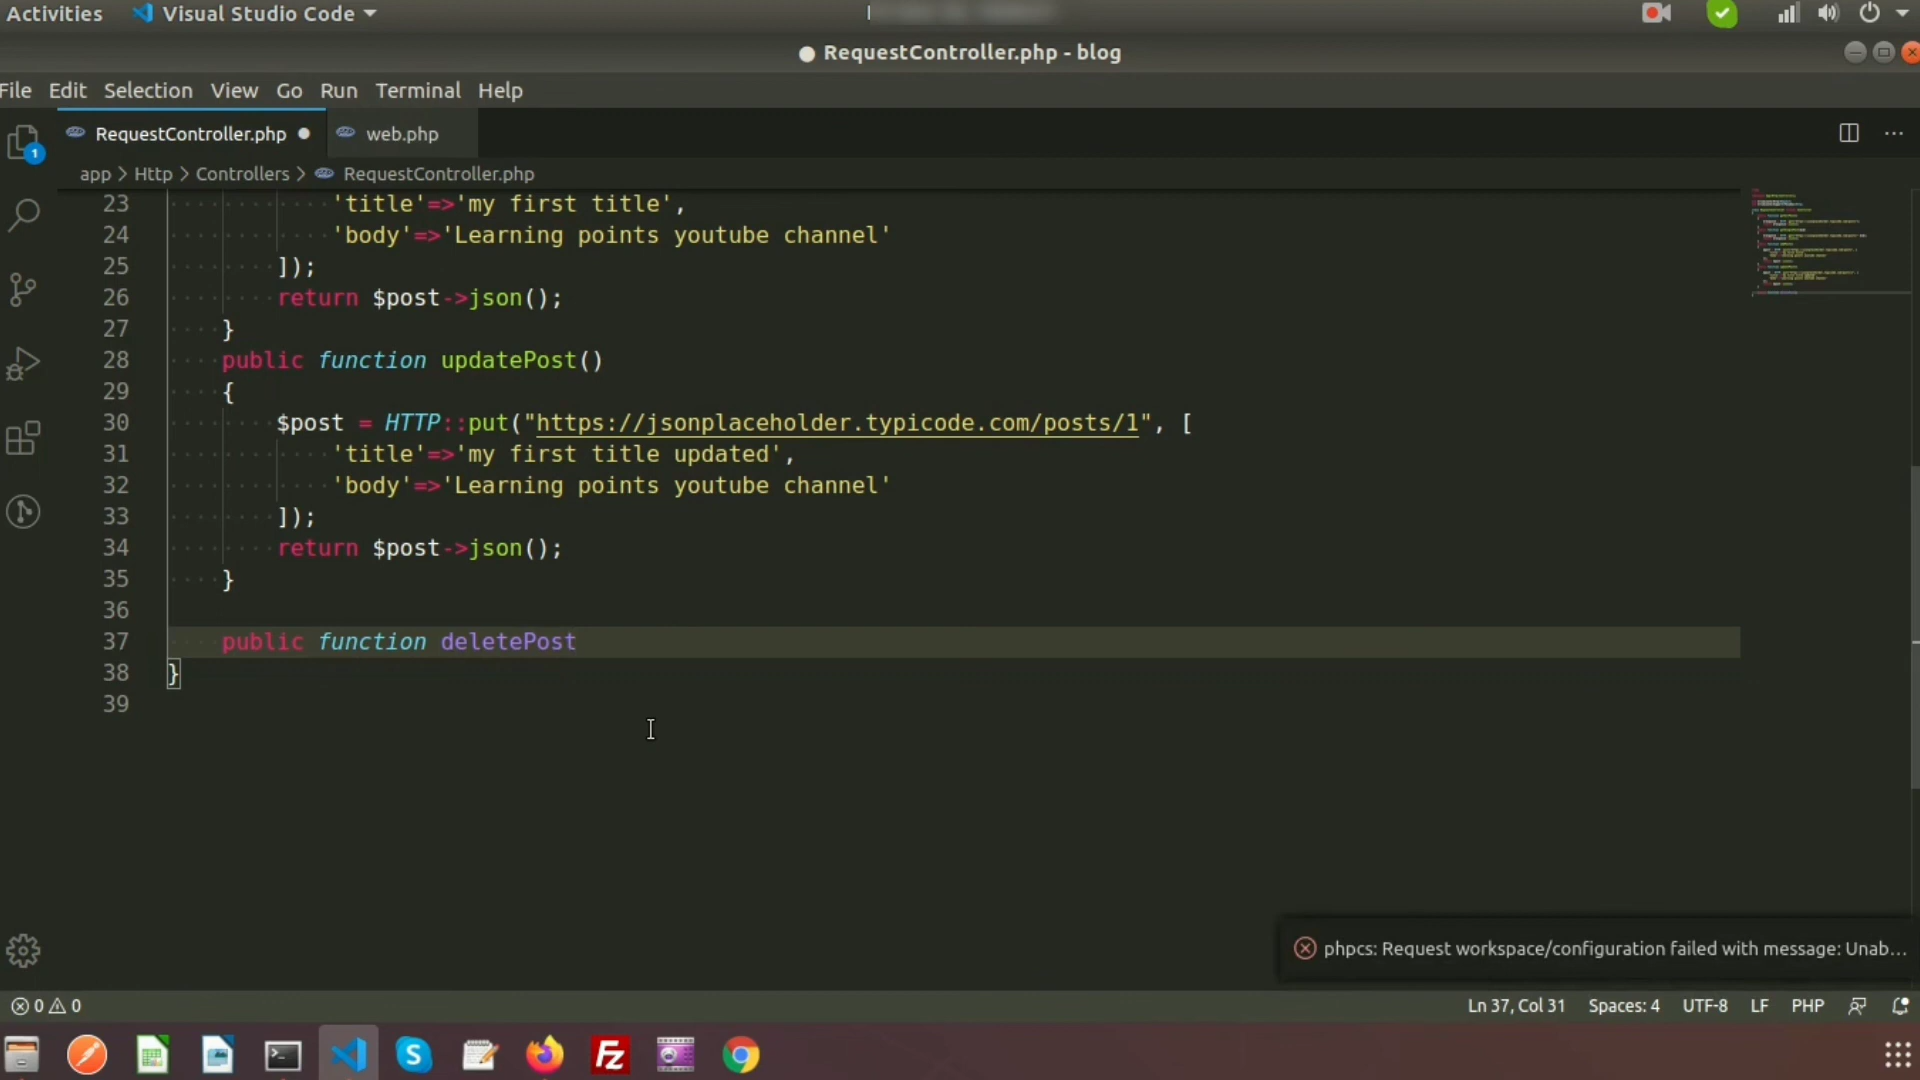 Activities Visual Studio Code
RequestController.php - blog
File Edit Selection View Go Run Terminal Help
RequestController.php web.php
1
app > Http > Controllers > RequestController.php
23 'title'=>'my first title',
24 'body'=>'Learning points youtube channel'
25 ]);
26 return $post->json();
27 }
28 public function updatePost()
29 {
30 $post = HTTP::put("https://jsonplaceholder.typicode.com/posts/1", [
31 'title'=>'my first title updated',
32 'body'=>'Learning points youtube channel'
33 ]);
34 return $post->json();
35 }
36
37 public function deletePost
38 }
39
phpcs: Request workspace/configuration failed with message: Unab...
0 0 Ln 37, Col 31 Spaces: 4 UTF-8 LF PHP